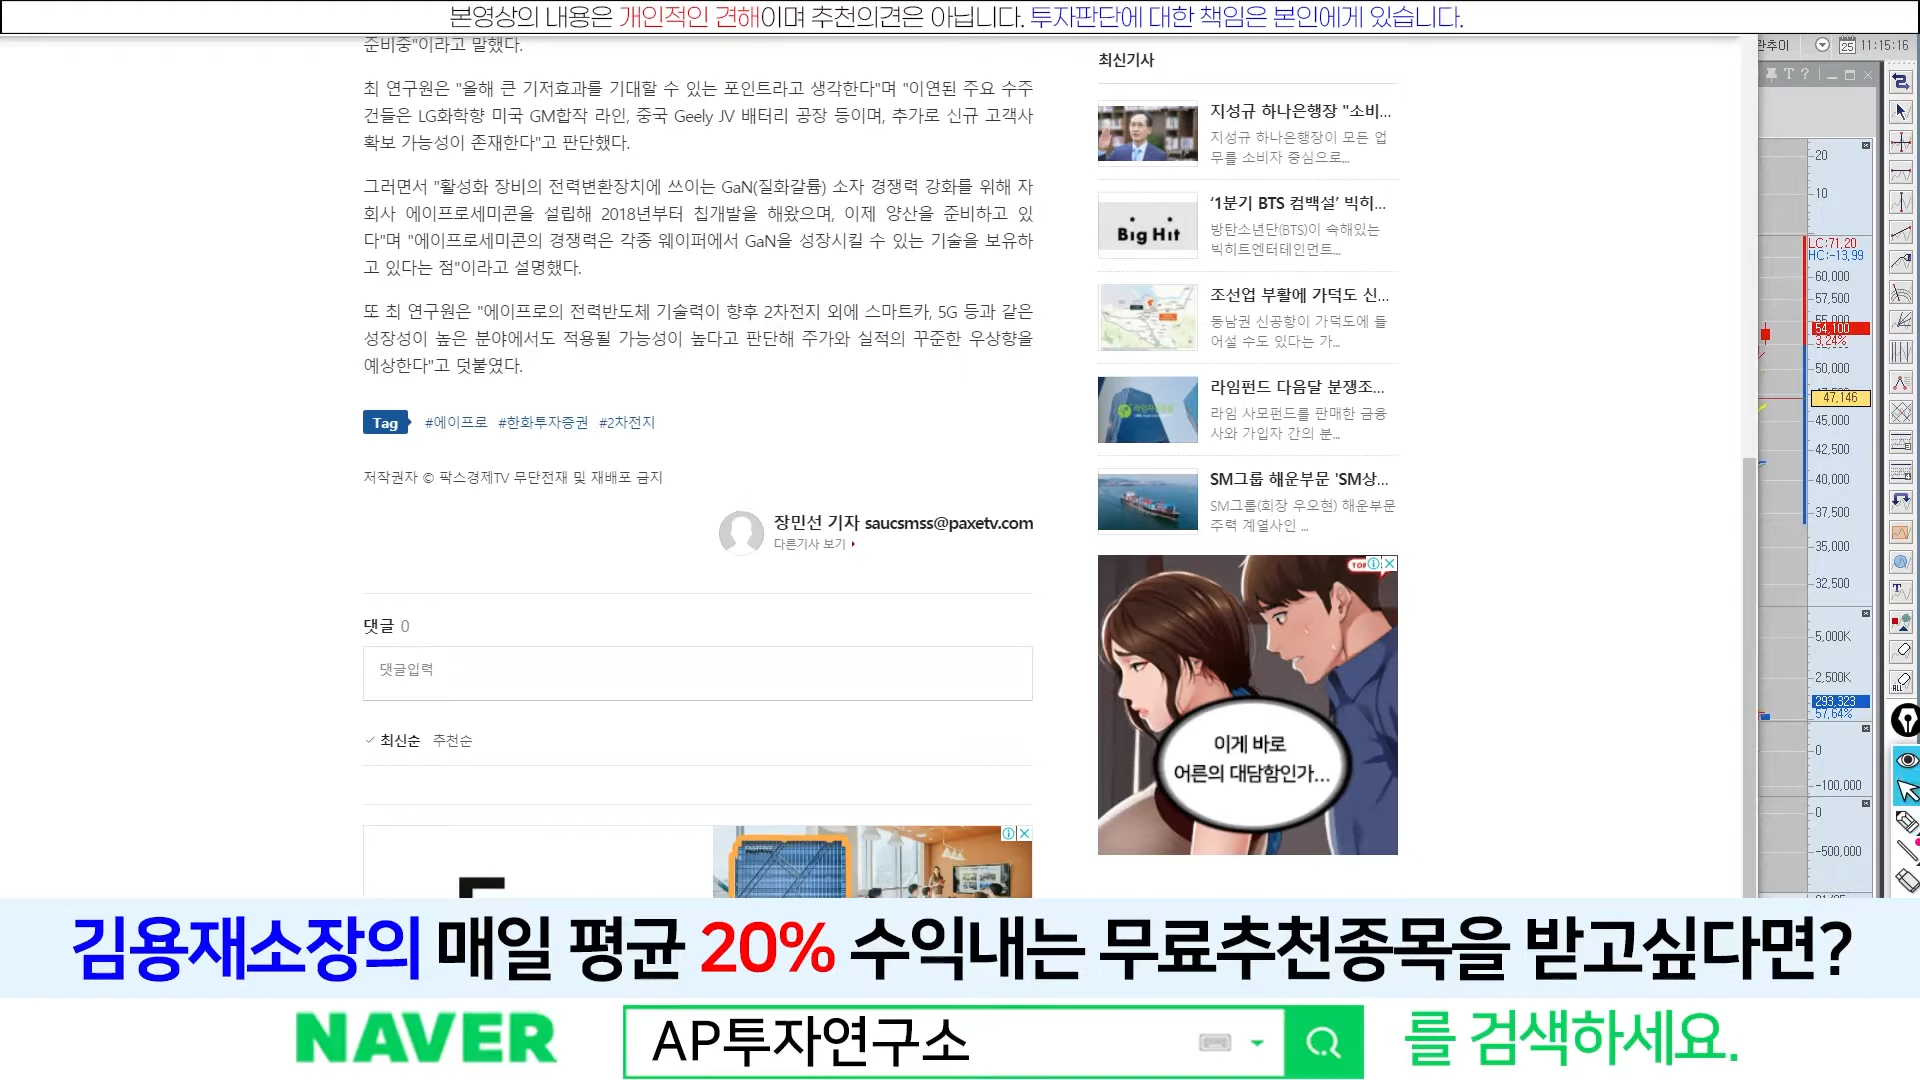 본영상의 내용은 개인적인 견해이며 추천의견은 아닙니다. 투자판단에 대한 책임은 본인에게 있습니다.
준비중"이라고 말했다.
최 연구원은 "올해 큰 기저효과를 기대할 수 있는 포인트라고 생각한다"며 "이연된 주요 수주
건들은 LG화학향 미국 GM합작 라인, 중국 Geely JV 배터리 공장 등이며, 추가로 신규 고객사
확보 가능성이 존재한다"고 판단했다.
그러면서 "활성화 장비의 전력변환장치에 쓰이는 GaN(질화갈륨) 소자 경쟁력 강화를 위해 자
회사 에이프로세미콘을 설립해 2018년부터 칩개발을 해왔으며, 이제 양산을 준비하고 있
다"며 "에이프로세미콘의 경쟁력은 각종 웨이퍼에서 GaN을 성장시킬 수 있는 기술을 보유하
고 있다는 점"이라고 설명했다.
또 최 연구원은 "에이프로의 전력반도체 기술력이 향후 2차전지 외에 스마트카, 5G 등과 같은
성장성이 높은 분야에서도 적용될 가능성이 높다고 판단해 주가와 실적의 꾸준한 우상향을
예상한다"고 덧붙였다.
Tag #에이프로 #한화투자증권 #2차전지
저작권자 © 팍스경제TV 무단전재 및 재배포 금지
장민선 기자 saucsmss@paxetv.com
다른기사 보기
댓글 0
댓글입력
최신순 추천순
최신기사
지성규 하나은행장 "소비...
지성규 하나은행장이 모든 업
무를 소비자 중심으로...
‘1분기 BTS 컴백설’ 빅히...
방탄소년단(BTS)이 속해있는
빅히트엔터테인먼트...
Big Hit
조선업 부활에 가덕도 신...
동남권 신공항이 가덕도에 들
어설 수도 있다는 가...
라임펀드 다음달 분쟁조...
라임 사모펀드를 판매한 금융
사와 가입자 간의 분...
SM그룹 해운부문 'SM상...
SM그룹(회장 우오현) 해운부문
주력 계열사인 ...
이게 바로
어른의 대담함인가...
25 11:15:16
20
10
LC:71,20
HC:-13,99
60,000
57,500
55,000
54,100
3,24%
50,000
47,146
45,000
42,500
40,000
37,500
35,000
32,500
5,000K
2,500K
293,323
57,64%
0
-100,000
0
-500,000
김용재소장의 매일 평균 20% 수익내는 무료추천종목을 받고싶다면?
NAVER AP투자연구소 를 검색하세요.